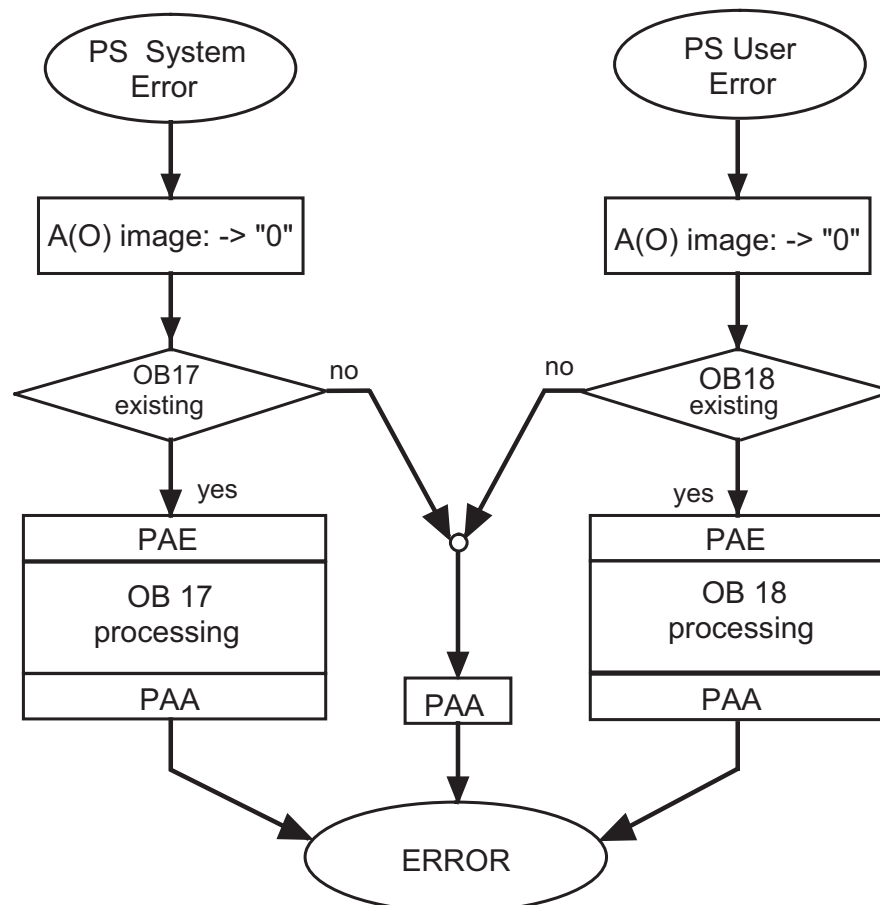 PS System
Error
PS User
Error
A(O) image: -> "0"
A(O) image: -> "0"
OB17
existing
no
no
OB18
existing
yes
yes
PAE
PAE
OB 17
processing
OB 18
processing
PAA
PAA
PAA
ERROR